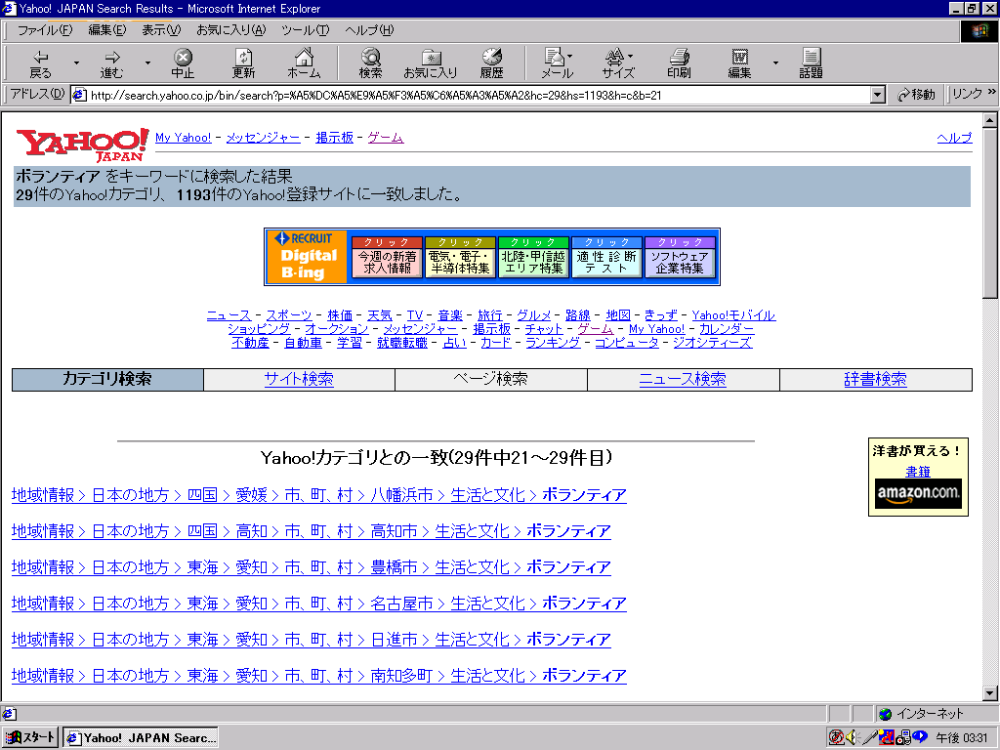 Yahoo! JAPAN Search Results - Microsoft Internet Explorer
ファイル(F) 編集(E) 表示(V) お気に入り(A) ツール(T) ヘルプ(H)
戻る 進む 中止 更新 ホーム 検索 お気に入り 履歴 メール サイズ 印刷 編集 話題
アドレス(D) http://search.yahoo.co.jp/bin/search?p=%A5%DC%A5%E9%A5%F3%A5%C6%A5%A3%A5%A2&hc=29&hs=1193&h=c&b=21 移動 リンク »
YAHOO! JAPAN My Yahoo! - メッセンジャー - 掲示板 - ゲーム ヘルプ
ボランティア をキーワードに検索した結果
29件のYahoo!カテゴリ、 1193件のYahoo!登録サイトに一致しました。
RECRUIT クリック クリック クリック クリック クリック
Digital 今週の新着 電気・電子・ 北陸・甲信越 適性診断 ソフトウェア
B-ing 求人情報 半導体特集 エリア特集 テスト 企業特集
ニュース - スポーツ - 株価 - 天気 - TV - 音楽 - 旅行 - グルメ - 路線 - 地図 - きっず - Yahoo!モバイル
ショッピング - オークション - メッセンジャー - 掲示板 - チャット - ゲーム - My Yahoo! - カレンダー
不動産 - 自動車 - 学習 - 就職転職 - 占い - カード - ランキング - コンピュータ - ジオシティーズ
カテゴリ検索 サイト検索 ページ検索 ニュース検索 辞書検索
Yahoo!カテゴリとの一致(29件中21〜29件目)
洋書が買える！
書籍
amazon.com.
地域情報 > 日本の地方 > 四国 > 愛媛 > 市、町、村 > 八幡浜市 > 生活と文化 > ボランティア
地域情報 > 日本の地方 > 四国 > 高知 > 市、町、村 > 高知市 > 生活と文化 > ボランティア
地域情報 > 日本の地方 > 東海 > 愛知 > 市、町、村 > 豊橋市 > 生活と文化 > ボランティア
地域情報 > 日本の地方 > 東海 > 愛知 > 市、町、村 > 名古屋市 > 生活と文化 > ボランティア
地域情報 > 日本の地方 > 東海 > 愛知 > 市、町、村 > 日進市 > 生活と文化 > ボランティア
地域情報 > 日本の地方 > 東海 > 愛知 > 市、町、村 > 南知多町 > 生活と文化 > ボランティア
インターネット
スタート Yahoo! JAPAN Searc... 午後 03:31